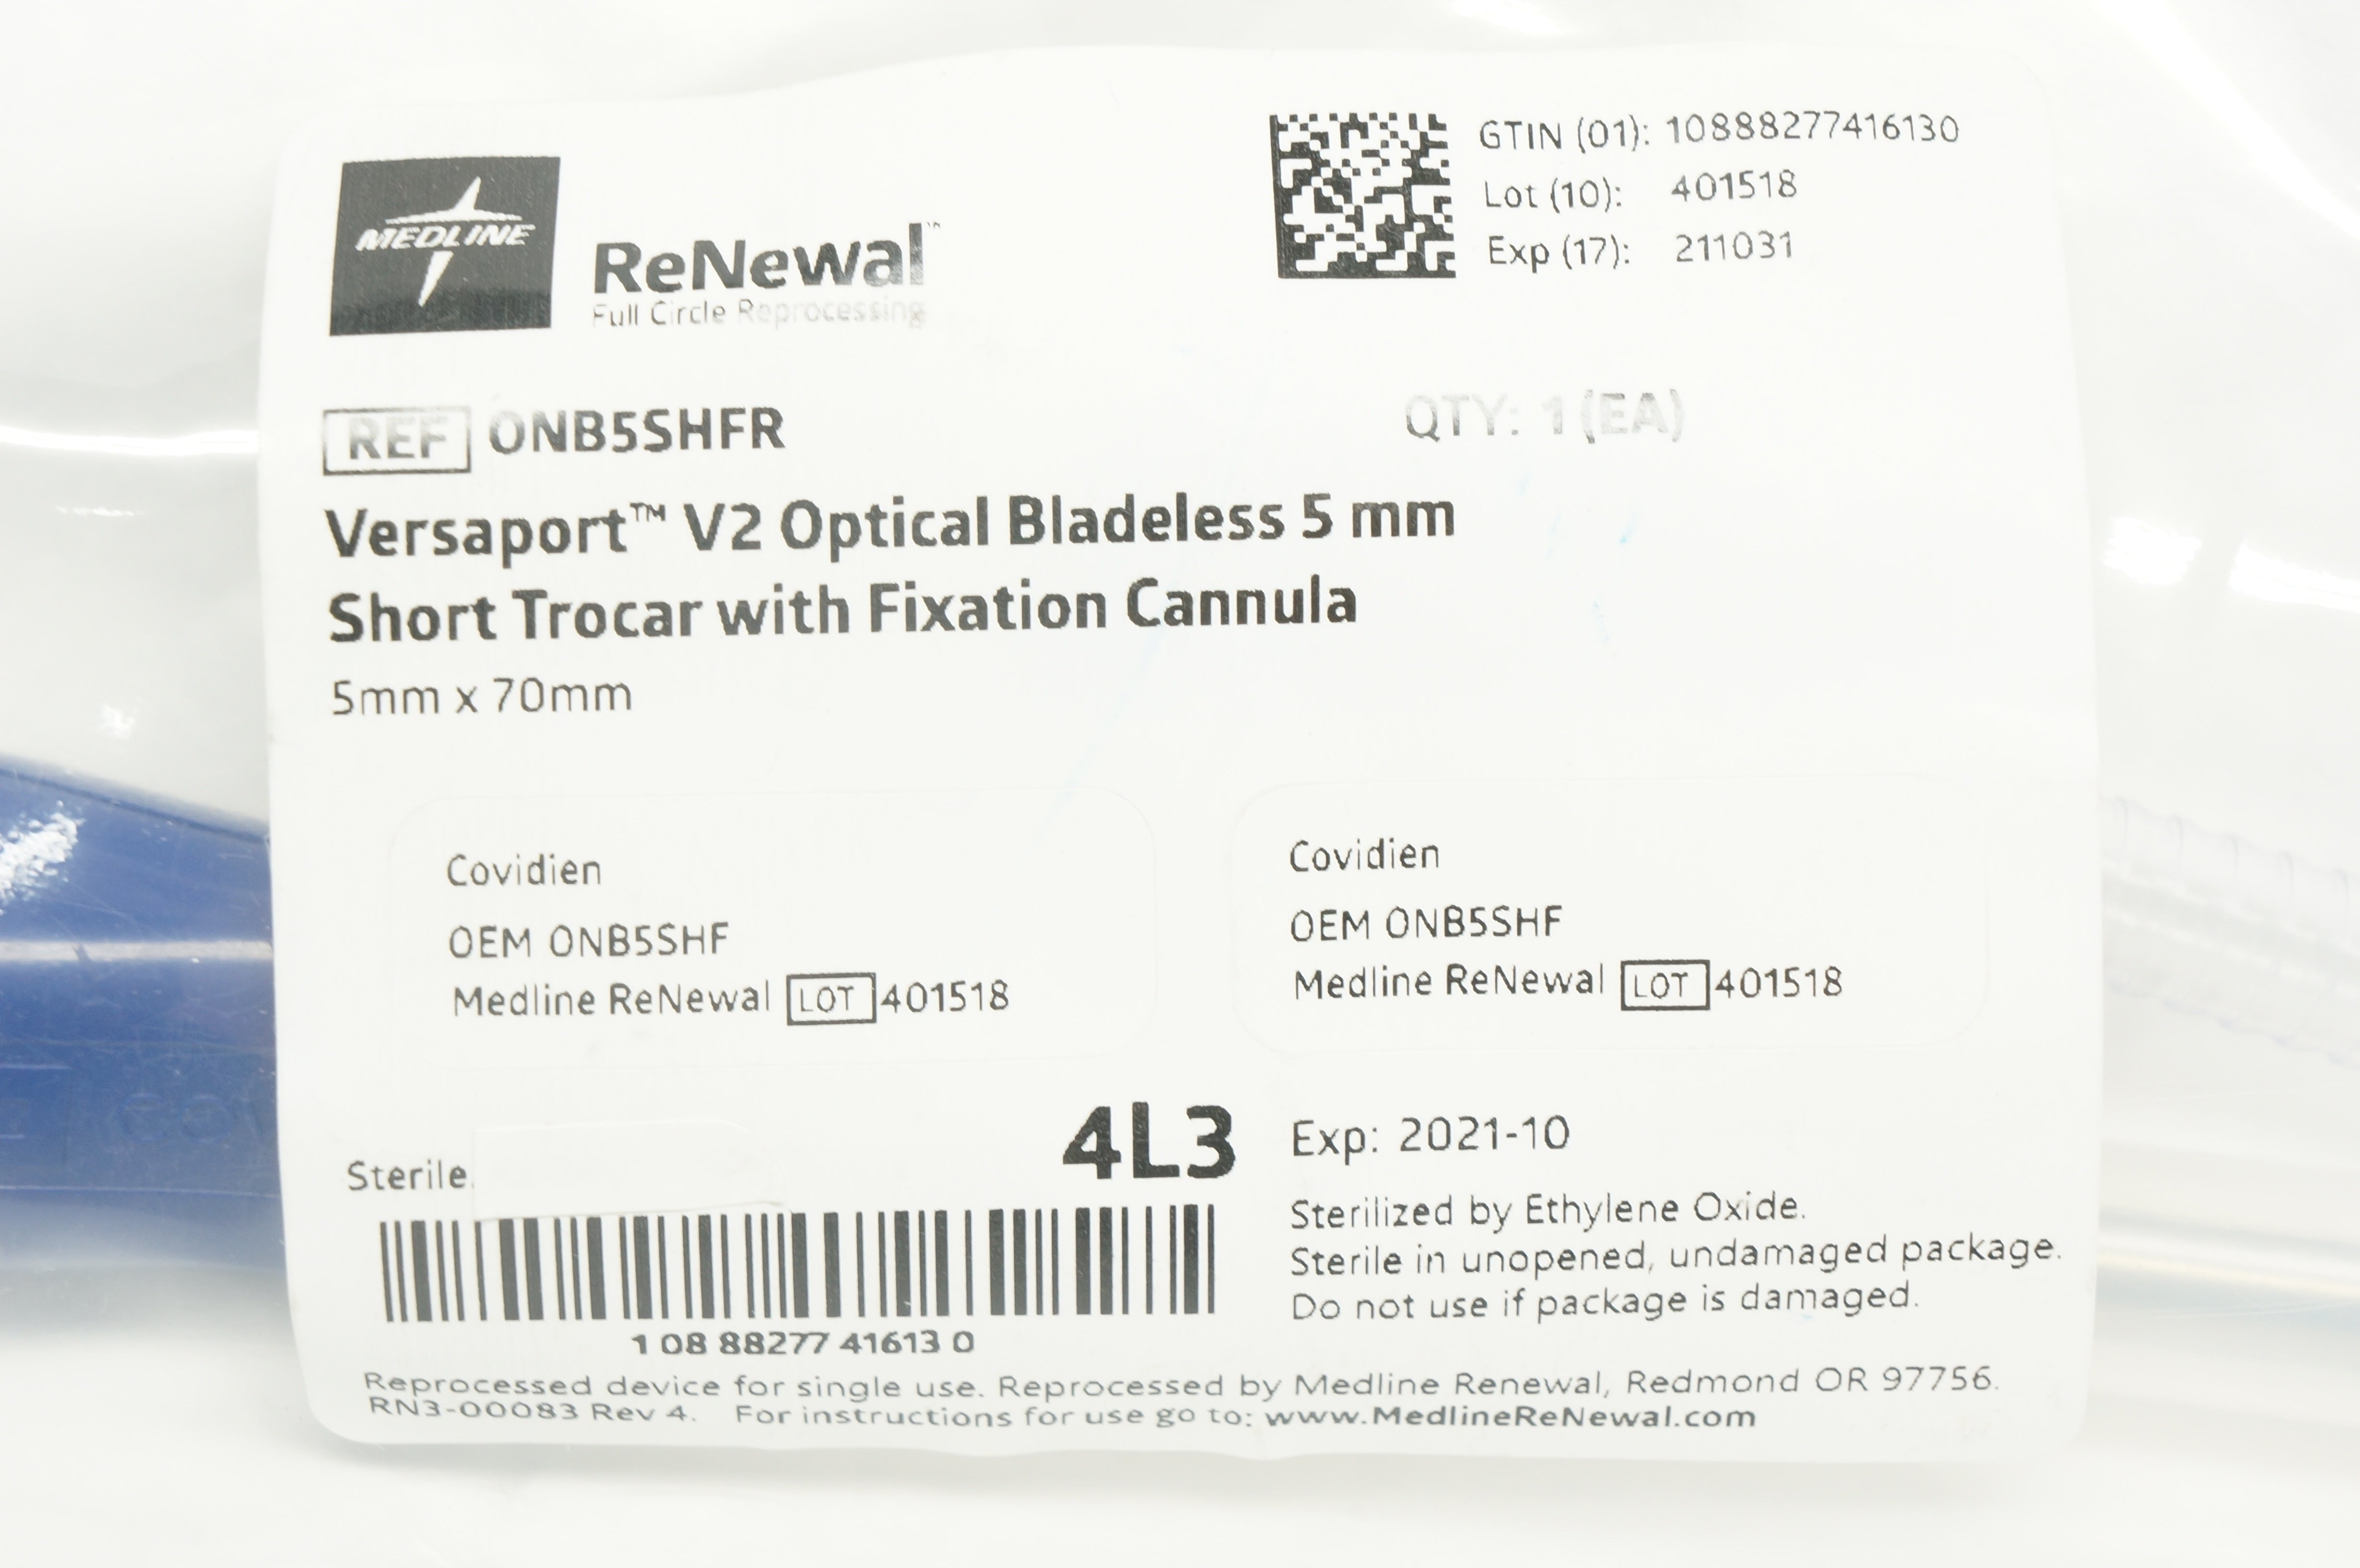 MEDLINE
ReNewal™
Full Circle Reprocessing
GTIN (01): 10888277416130
Lot (10): 401518
Exp (17): 211031
REF ONB5SHFR
QTY: 1 (EA)
Versaport™ V2 Optical Bladeless 5 mm
Short Trocar with Fixation Cannula
5mm x 70mm
Covidien
OEM ONB5SHF
Medline ReNewal LOT 401518
Covidien
OEM ONB5SHF
Medline ReNewal LOT 401518
Sterile
4L3
Exp: 2021-10
Sterilized by Ethylene Oxide.
Sterile in unopened, undamaged package.
Do not use if package is damaged.
1 08 88277 41613 0
Reprocessed device for single use. Reprocessed by Medline Renewal, Redmond OR 97756.
RN3-00083 Rev 4. For instructions for use go to: www.MedlineReNewal.com